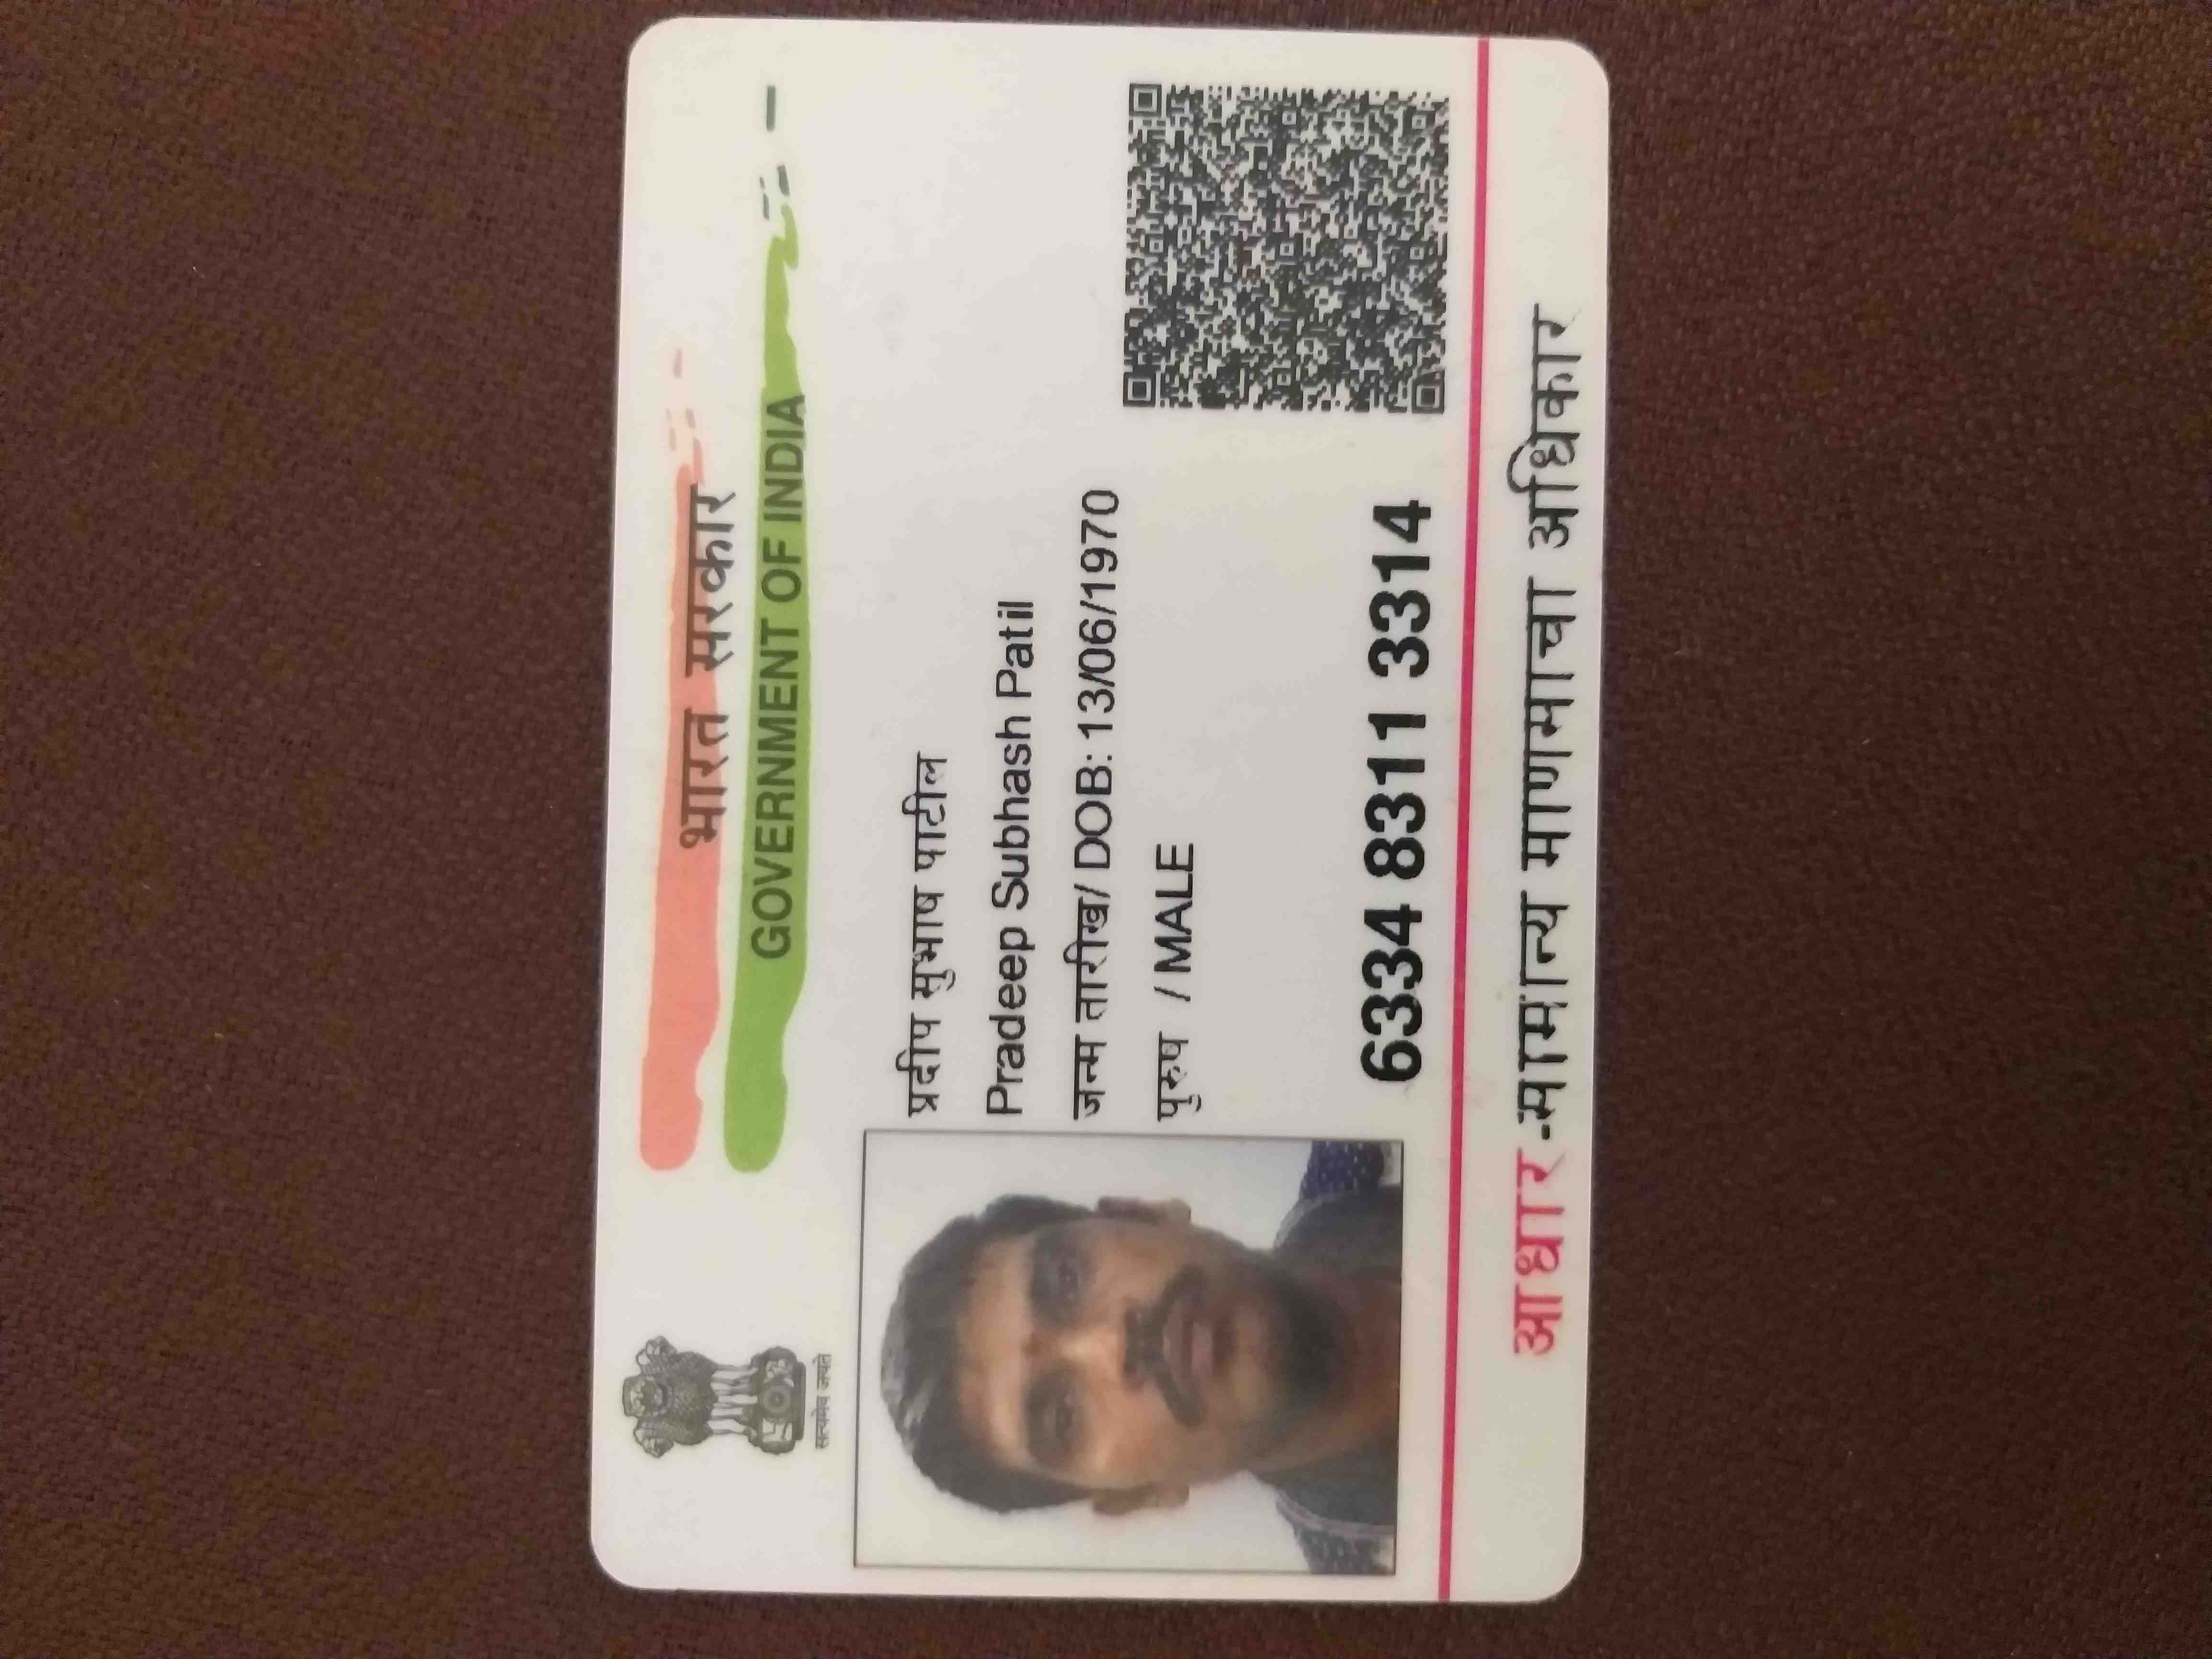 भारत सरकार
GOVERNMENT OF INDIA
सत्यमेव जयते
प्रदीप सुभाष पाटील
Pradeep Subhash Patil
जन्म तारीख/ DOB: 13/06/1970
पुरुष / MALE
6334 8311 3314
आधार -सामान्य माणसाचा अधिकार